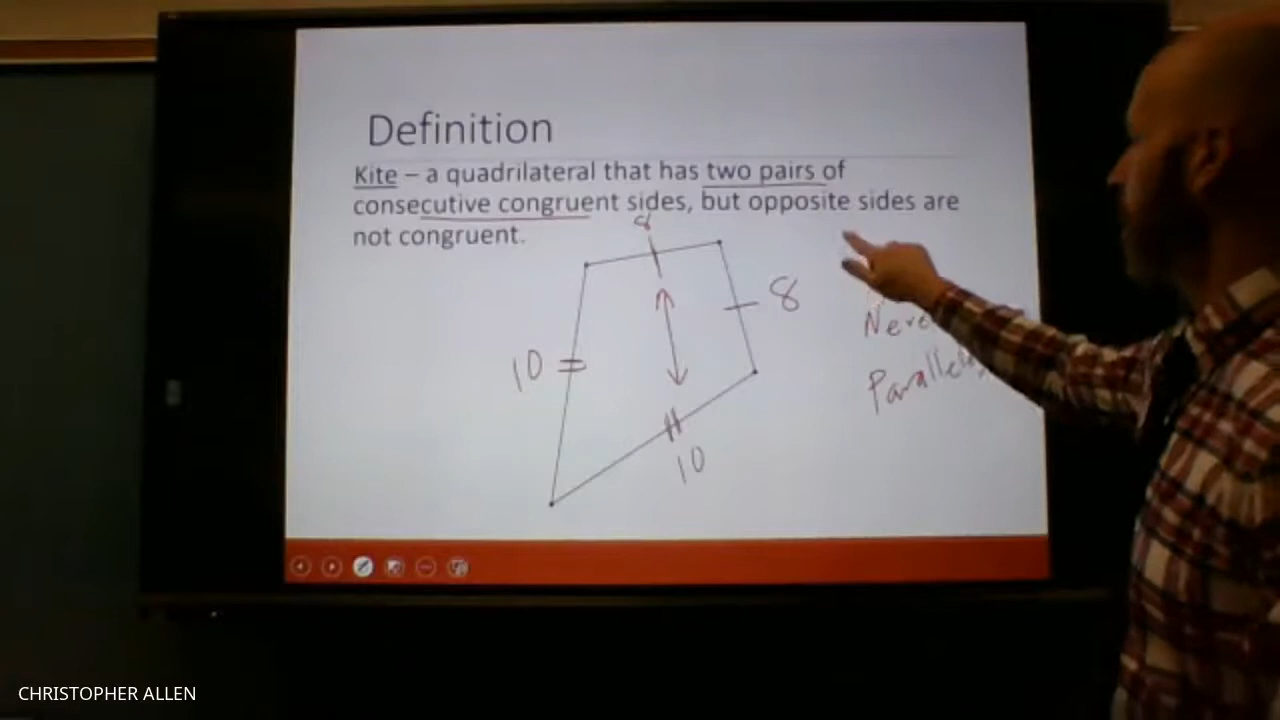 Definition
Kite – a quadrilateral that has two pairs of
consecutive congruent sides, but opposite sides are
not congruent.
8
8
10
10
CHRISTOPHER ALLEN